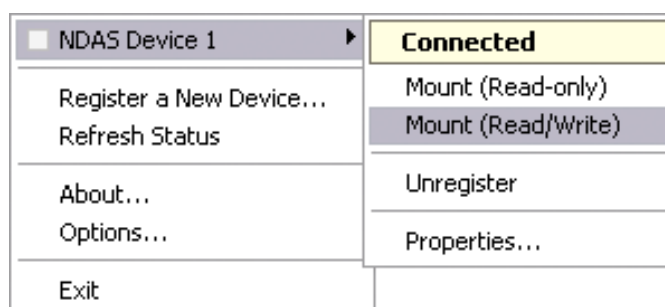 NDAS Device 1
Register a New Device...
Refresh Status
About...
Options...
Exit
Connected
Mount (Read-only)
Mount (Read/Write)
Unregister
Properties...